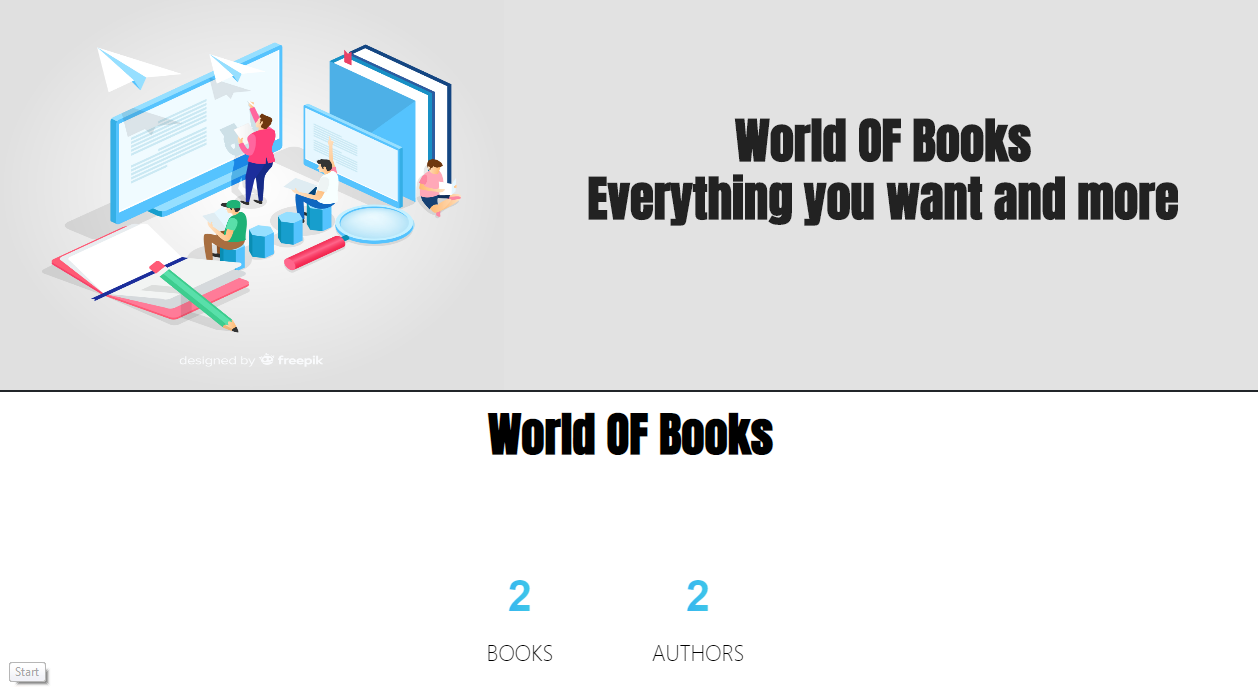 World OF Books
Everything you want and more
designed by freepik
World OF Books
2 2
BOOKS AUTHORS
Start